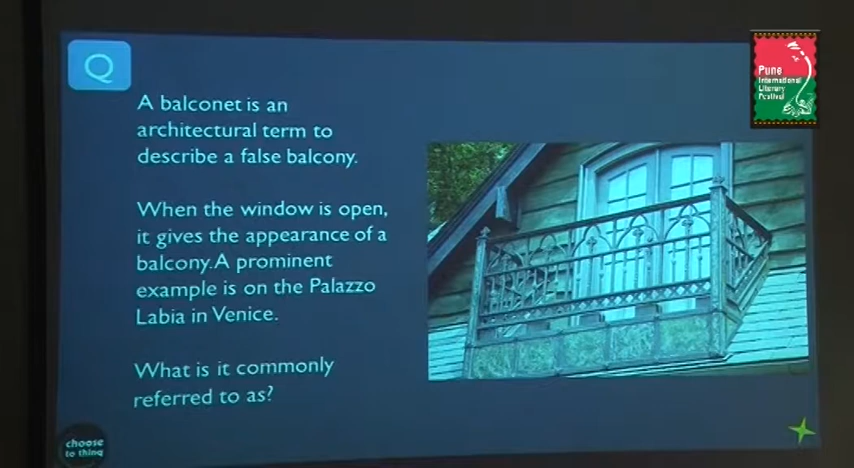 Q
A balconet is an
architectural term to
describe a false balcony.
When the window is open,
it gives the appearance of a
balcony. A prominent
example is on the Palazzo
Labia in Venice.
What is it commonly
referred to as?
Pune
International
Literary
Festival
choose
to thinq